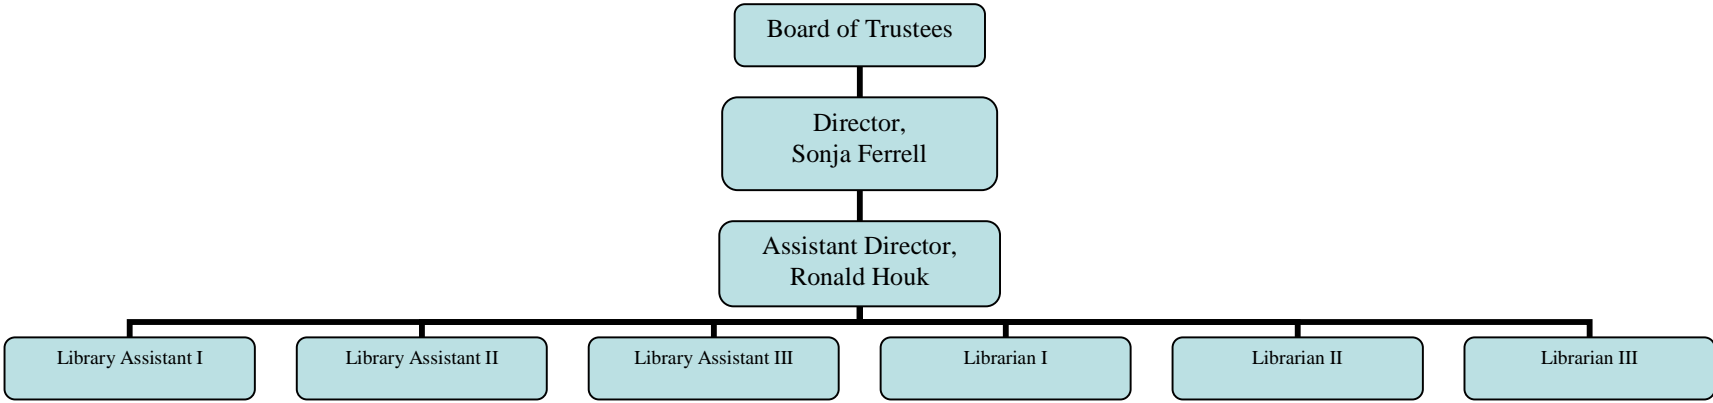 Board of Trustees
Director,
Sonja Ferrell
Assistant Director,
Ronald Houk
Library Assistant I
Library Assistant II
Library Assistant III
Librarian I
Librarian II
Librarian III